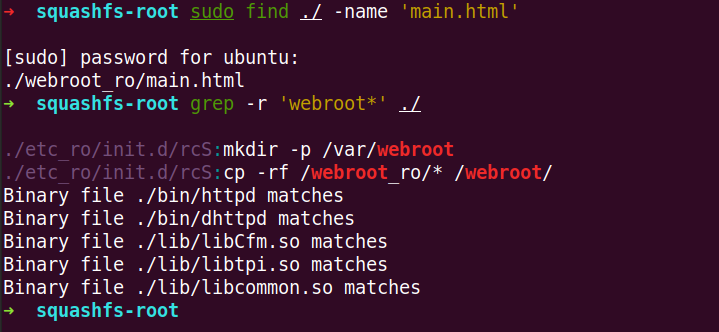 ➜ squashfs-root sudo find ./ -name 'main.html'
[sudo] password for ubuntu:
./webroot_ro/main.html
➜ squashfs-root grep -r 'webroot*' ./
./etc_ro/init.d/rcS:mkdir -p /var/webroot
./etc_ro/init.d/rcS:cp -rf /webroot_ro/* /webroot/
Binary file ./bin/httpd matches
Binary file ./bin/dhttpd matches
Binary file ./lib/libCfm.so matches
Binary file ./lib/libtpi.so matches
Binary file ./lib/libcommon.so matches
➜ squashfs-root